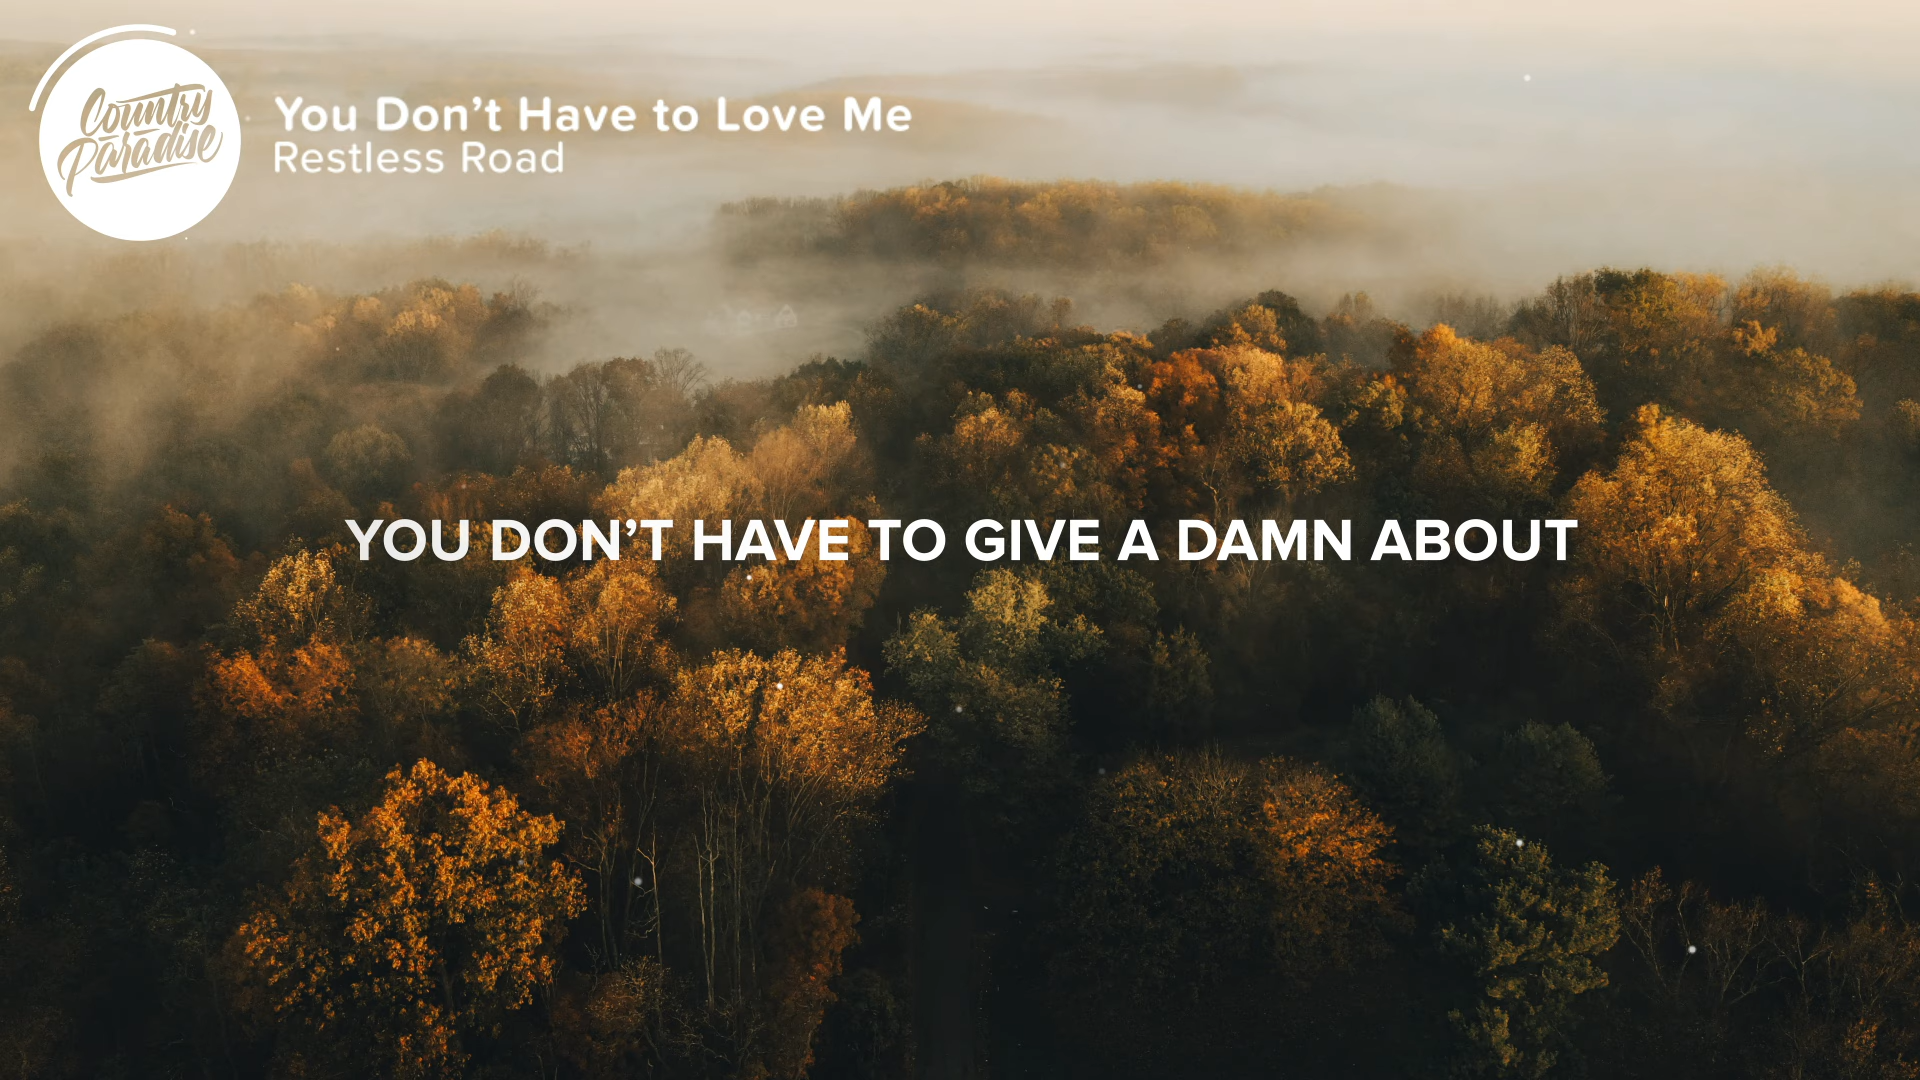 Country
Paradise
You Don’t Have to Love Me
Restless Road
YOU DON’T HAVE TO GIVE A DAMN ABOUT